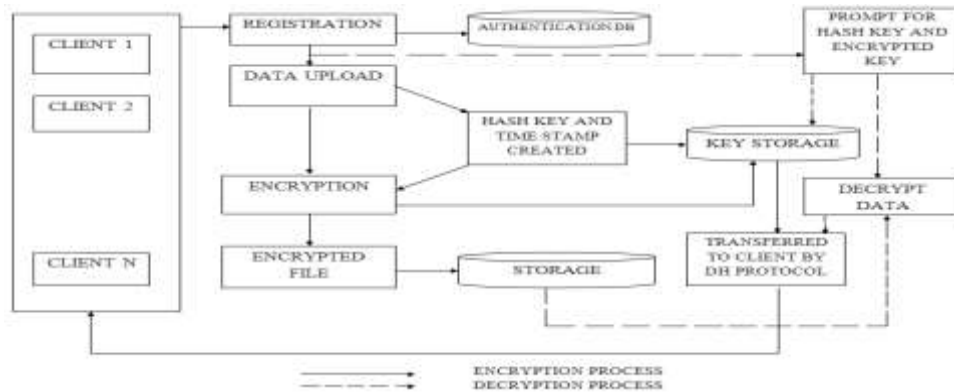 REGISTRATION
AUTHENTICATION DB
PROMPT FOR
HASH KEY AND
ENCRYPTED
KEY
CLIENT 1
DATA UPLOAD
CLIENT 2
HASH KEY AND
TIME STAMP
CREATED
KEY STORAGE
ENCRYPTION
DECRYPT
DATA
CLIENT N
ENCRYPTED
FILE
STORAGE
TRANSFERRED
TO CLIENT BY
DH PROTOCOL
ENCRYPTION PROCESS
DECRYPTION PROCESS